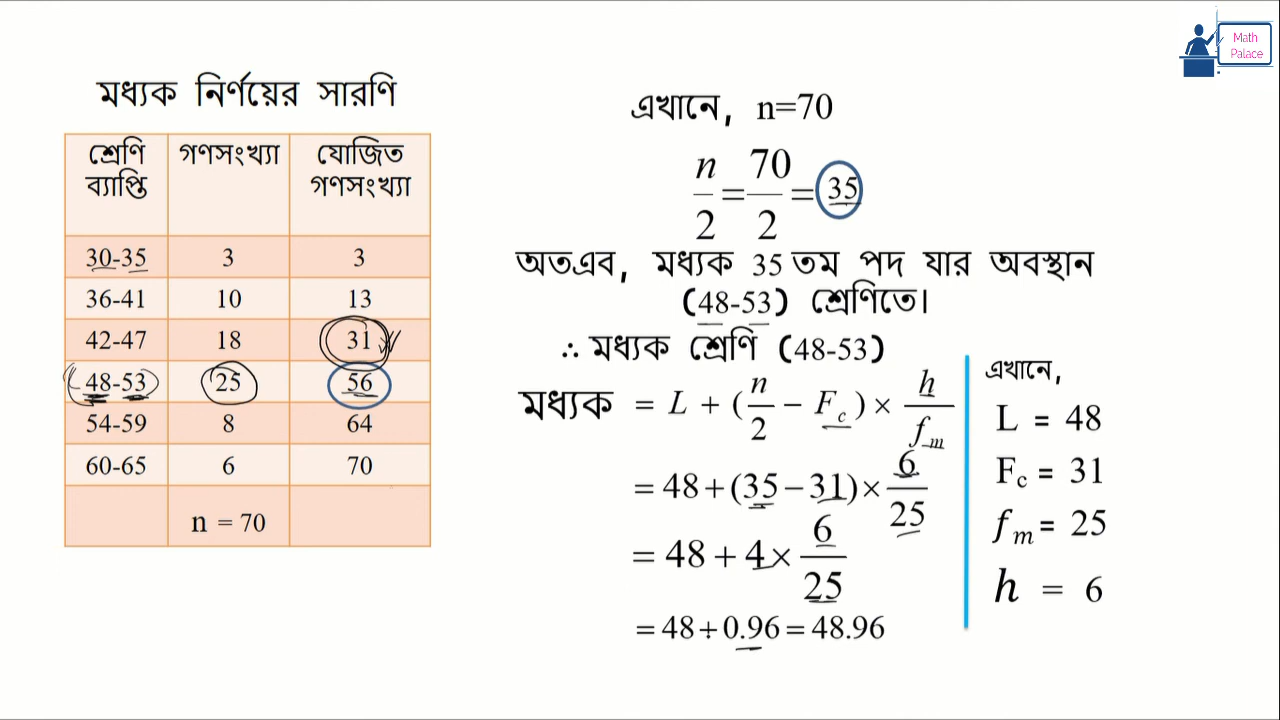 Math
Palace
মধ্যক নির্ণয়ের সারণি
শ্রেণি ব্যাপ্তি গণসংখ্যা যোজিত গণসংখ্যা
30-35 3 3
36-41 10 13
42-47 18 31
48-53 25 56
54-59 8 64
60-65 6 70
n = 70
এখানে, n=70
n/2 = 70/2 = 35
অতএব, মধ্যক 35 তম পদ যার অবস্থান
(48-53) শ্রেণিতে।
∴ মধ্যক শ্রেণি (48-53)
মধ্যক = L + (n/2 − F_c) × h/f_m
= 48 + (35 − 31) × 6/25
= 48 + 4 × 6/25
= 48 + 0.96 = 48.96
এখানে,
L = 48
F_c = 31
f_m = 25
h = 6